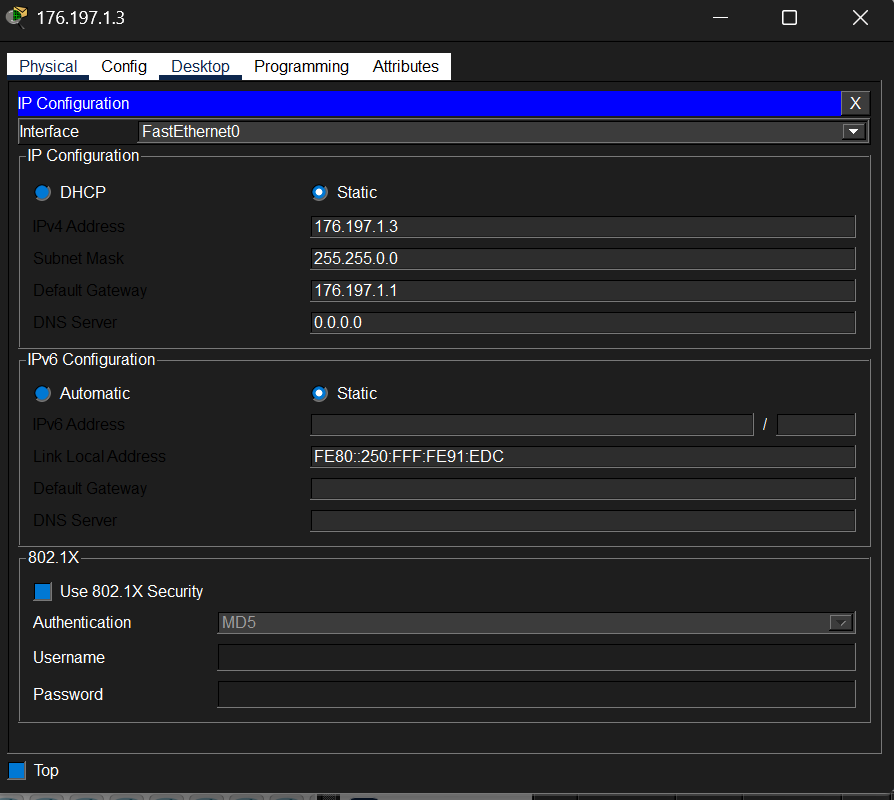 176.197.1.3
Physical Config Desktop Programming Attributes
IP Configuration X
Interface FastEthernet0
IP Configuration
DHCP Static
IPv4 Address 176.197.1.3
Subnet Mask 255.255.0.0
Default Gateway 176.197.1.1
DNS Server 0.0.0.0
IPv6 Configuration
Automatic Static
IPv6 Address /
Link Local Address FE80::250:FFF:FE91:EDC
Default Gateway
DNS Server
802.1X
Use 802.1X Security
Authentication MD5
Username
Password
Top